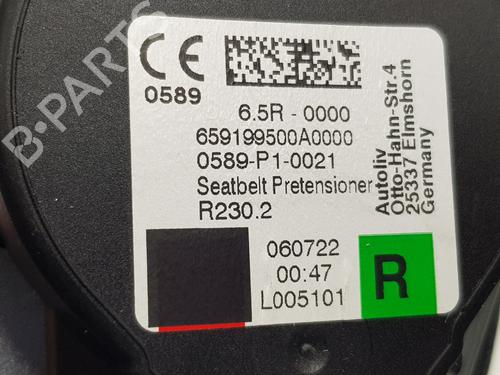 CE
0589
6.5R - 0000
659199500A0000
0589-P1-0021
Seatbelt Pretensioner
R230.2
060722
00:47
L005101
R
Autoliv
Otto-Hahn-Str.4
25337 Elmshorn
Germany
B-PARTS